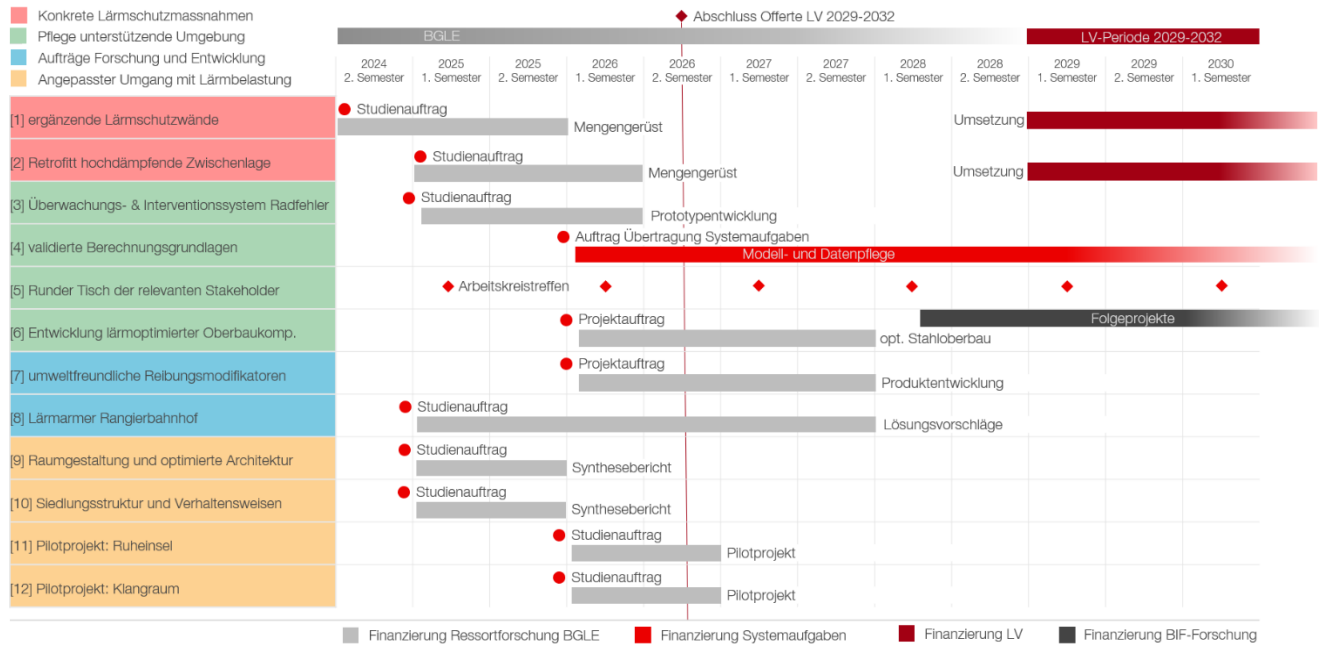 Konkrete Lärmschutzmassnahmen
Pflege unterstützende Umgebung
Aufträge Forschung und Entwicklung
Angepasster Umgang mit Lärmbelastung
Abschluss Offerte LV 2029-2032
BGLE
LV-Periode 2029-2032
2024 2025 2025 2026 2026 2027 2027 2028 2028 2029 2029 2030
2. Semester 1. Semester 2. Semester 1. Semester 2. Semester 1. Semester 2. Semester 1. Semester 2. Semester 1. Semester 2. Semester 1. Semester
[1] ergänzende Lärmschutzwände
Studienauftrag
Mengengerüst
Umsetzung
[2] Retrofitt hochdämpfende Zwischenlage
Studienauftrag
Mengengerüst
Umsetzung
[3] Überwachungs- & Interventionssystem Radfehler
Studienauftrag
Prototypentwicklung
[4] validierte Berechnungsgrundlagen
Auftrag Übertragung Systemaufgaben
Modell- und Datenpflege
[5] Runder Tisch der relevanten Stakeholder
Arbeitskreistreffen
[6] Entwicklung lärmoptimierter Oberbaukomp.
Projektauftrag
opt. Stahloberbau
Folgeprojekte
[7] umweltfreundliche Reibungsmodifikatoren
Projektauftrag
Produktentwicklung
[8] Lärmarmer Rangierbahnhof
Studienauftrag
Lösungsvorschläge
[9] Raumgestaltung und optimierte Architektur
Studienauftrag
Synthesebericht
[10] Siedlungsstruktur und Verhaltensweisen
Studienauftrag
Synthesebericht
[11] Pilotprojekt: Ruheinsel
Studienauftrag
Pilotprojekt
[12] Pilotprojekt: Klangraum
Studienauftrag
Pilotprojekt
Finanzierung Ressortforschung BGLE
Finanzierung Systemaufgaben
Finanzierung LV
Finanzierung BIF-Forschung